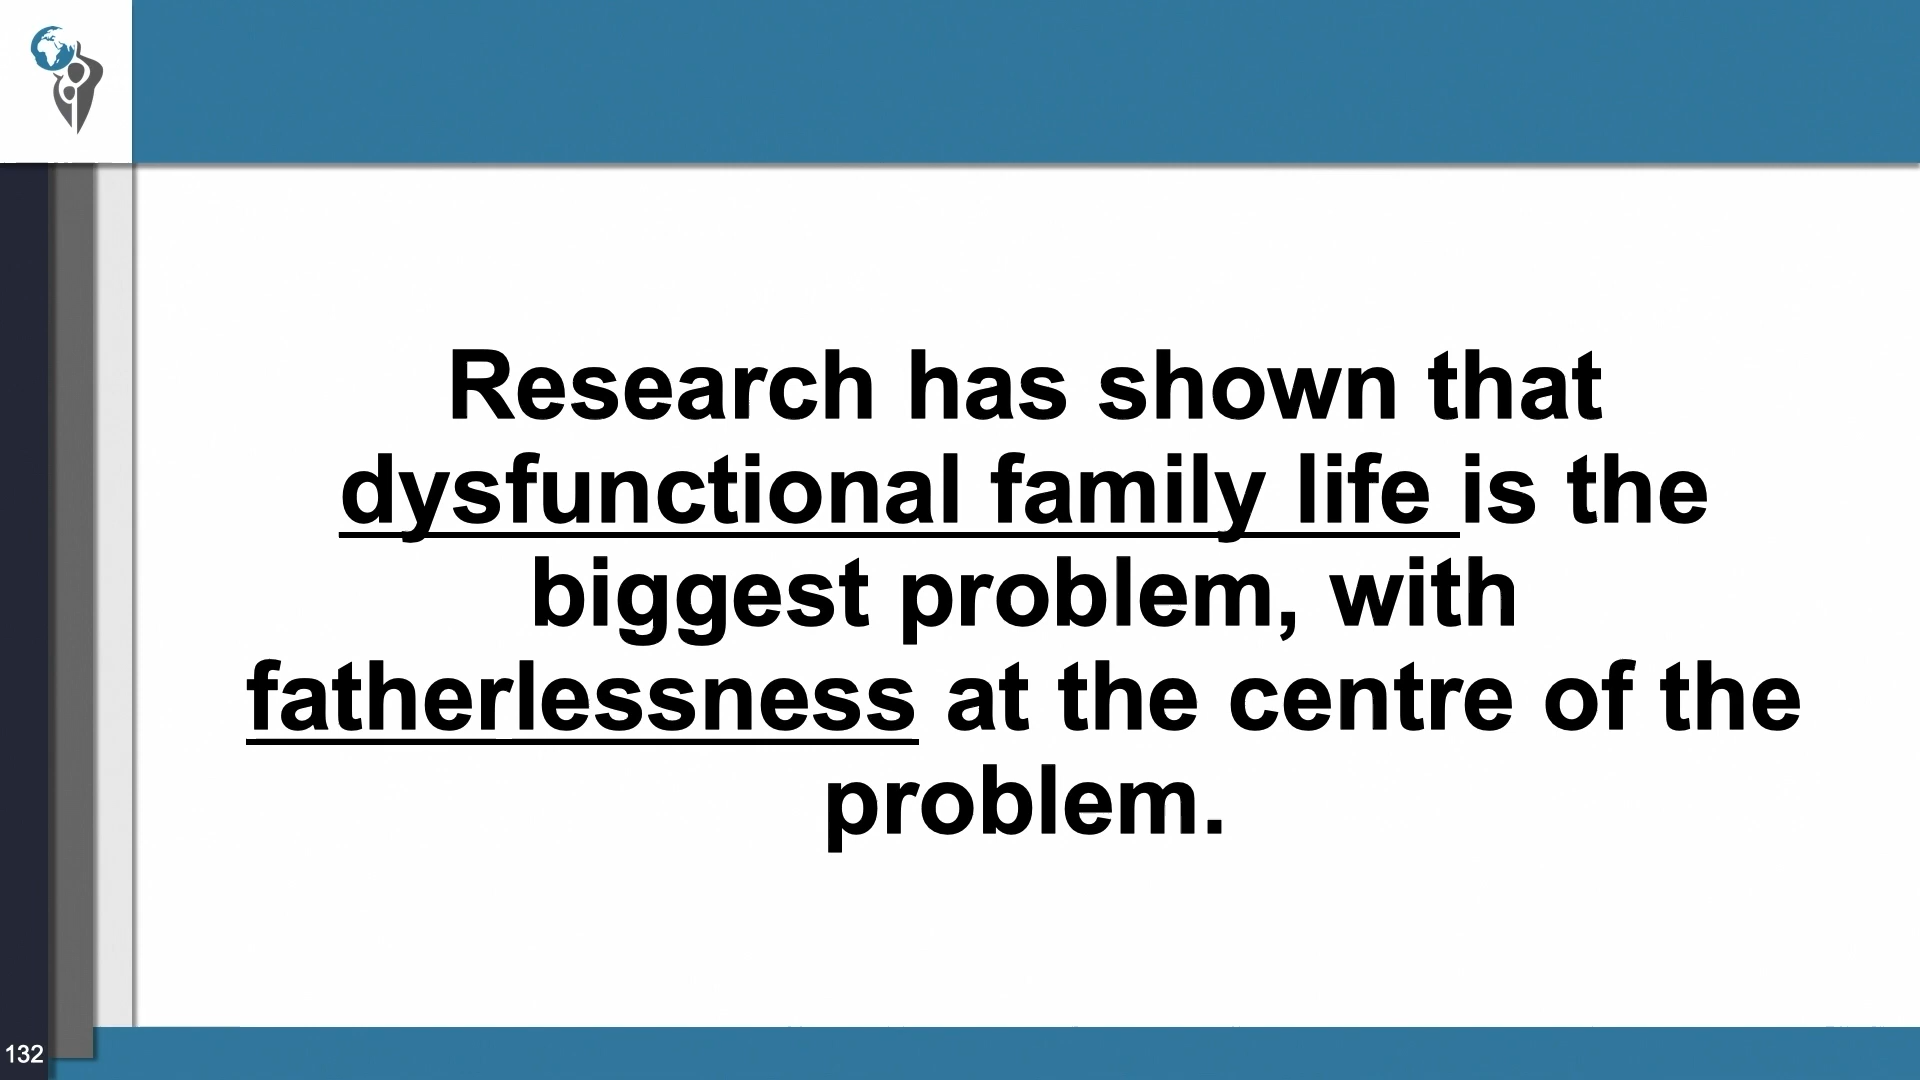 Research has shown that
dysfunctional family life is the
biggest problem, with
fatherlessness at the centre of the
problem.
132